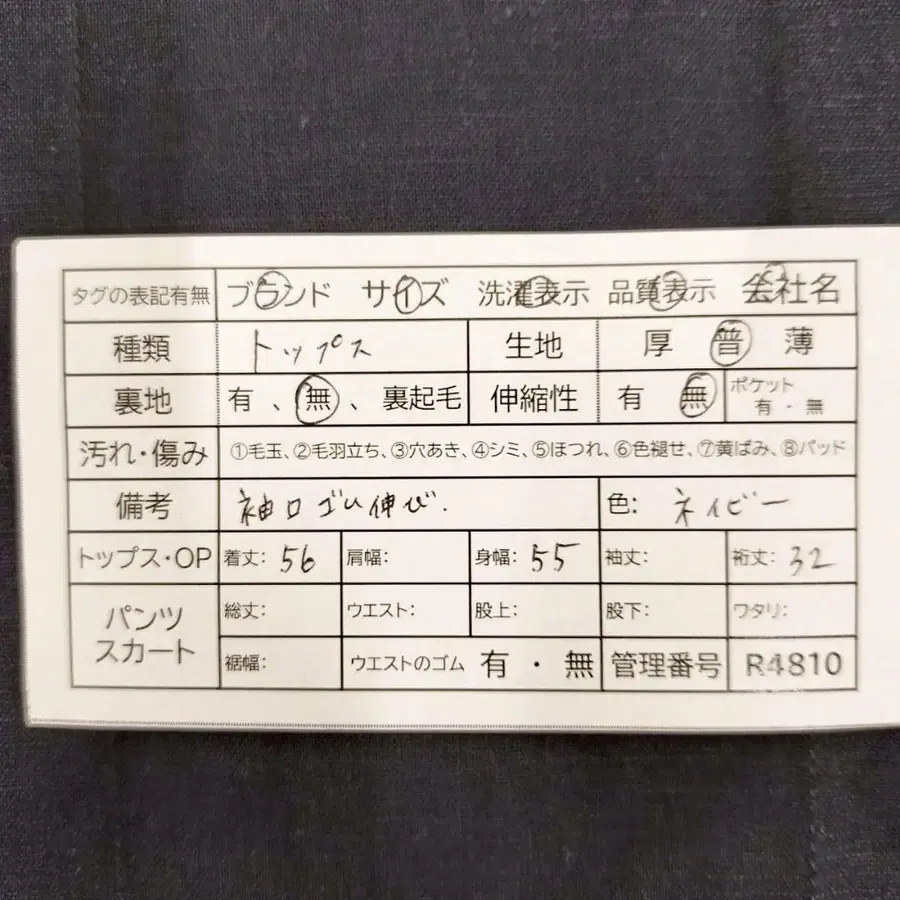 タグの表記有無 ブランド サイズ 洗濯表示 品質表示 会社名
種類 トップス 生地 厚 普 薄
裏地 有 、 無 、 裏起毛 伸縮性 有 無 ポケット 有 ・ 無
汚れ・傷み ①毛玉、②毛羽立ち、③穴あき、④シミ、⑤ほつれ、⑥色褪せ、⑦黄ばみ、⑧パッド
備考 袖口ゴム伸び. 色: ネイビー
トップス・OP 着丈: 56 肩幅: 身幅: 55 袖丈: 裄丈: 32
パンツ スカート 総丈: ウエスト: 股上: 股下: ワタリ:
裾幅: ウエストのゴム 有 ・ 無 管理番号 R4810